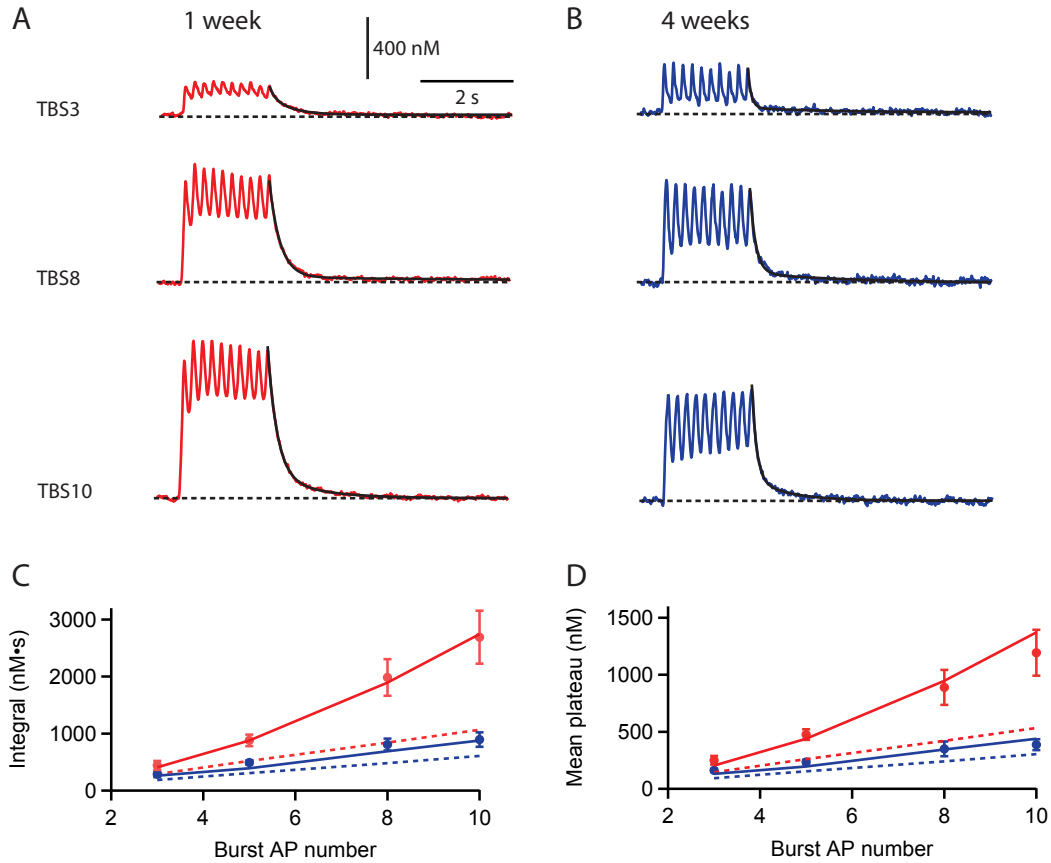 A
1 week
400 nM
2 s
B
4 weeks
TBS3
TBS8
TBS10
C
Integral (nM•s)
3000
2000
1000
0
2
4
6
8
10
Burst AP number
D
Mean plateau (nM)
1500
1000
500
0
2
4
6
8
10
Burst AP number